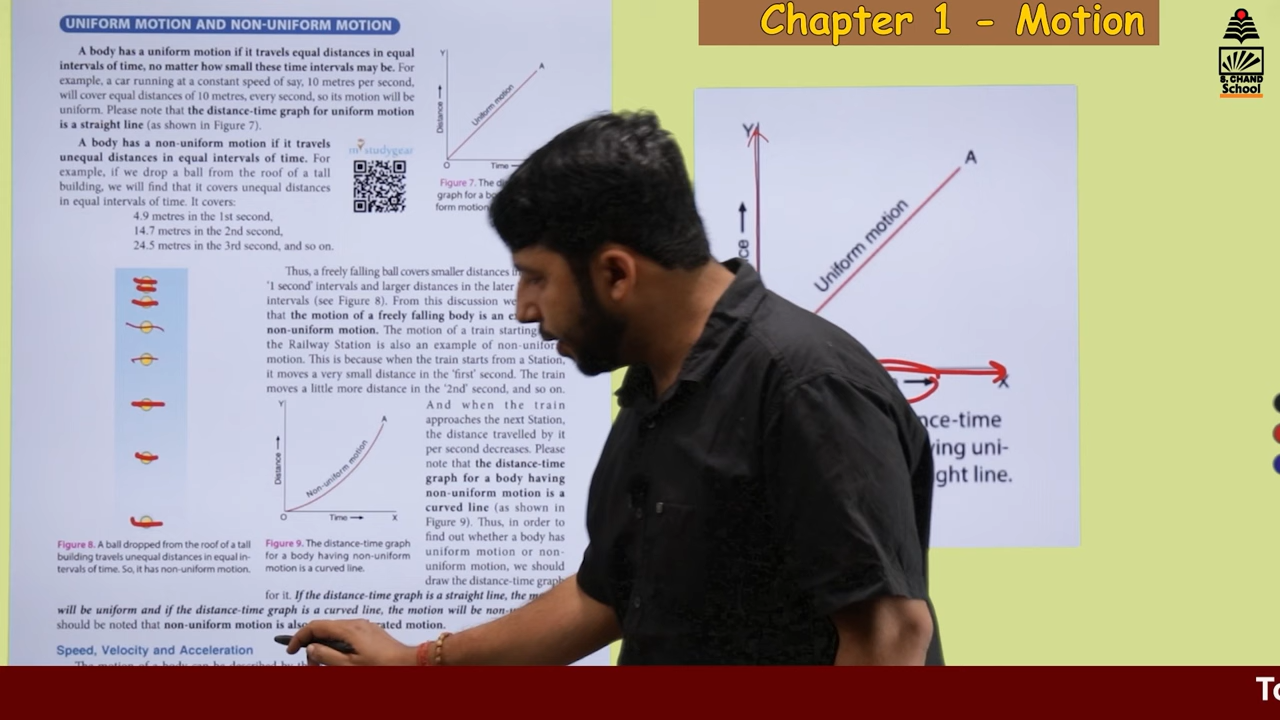 UNIFORM MOTION AND NON-UNIFORM MOTION
A body has a uniform motion if it travels equal distances in equal
intervals of time, no matter how small these time intervals may be. For
example, a car running at a constant speed of say, 10 metres per second,
will cover equal distances of 10 metres, every second, so its motion will be
uniform. Please note that the distance-time graph for uniform motion
is a straight line (as shown in Figure 7).
A body has a non-uniform motion if it travels
unequal distances in equal intervals of time. For
example, if we drop a ball from the roof of a tall
building, we will find that it covers unequal distances
in equal intervals of time. It covers:
4.9 metres in the 1st second,
14.7 metres in the 2nd second,
24.5 metres in the 3rd second, and so on.
studygear
Y
A
Distance
Uniform motion
O
Time
Figure 7. The
graph for a
form motion
Thus, a freely falling ball covers smaller distances
'1 second' intervals and larger distances in the later
intervals (see Figure 8). From this discussion we
that the motion of a freely falling body is an
non-uniform motion. The motion of a train starting
the Railway Station is also an example of non-uniform
motion. This is because when the train starts from a Station,
it moves a very small distance in the 'first' second. The train
moves a little more distance in the '2nd' second, and so on.
And when the train
approaches the next Station,
the distance travelled by it
per second decreases. Please
note that the distance-time
graph for a body having
non-uniform motion is a
curved line (as shown in
Figure 9). Thus, in order to
find out whether a body has
uniform motion or non-
uniform motion, we should
draw the distance-time graph
for it. If the distance-time graph is a straight line, the
will be uniform and if the distance-time graph is a curved line, the motion will be
should be noted that non-uniform motion is motion.
Y
A
Distance
Non-uniform motion
O
Time
X
Figure 8. A ball dropped from the roof of a tall
building travels unequal distances in equal in-
tervals of time. So, it has non-uniform motion.
Figure 9. The distance-time graph
for a body having non-uniform
motion is a curved line.
Speed, Velocity and Acceleration
The motion of a body can be described by
Chapter 1 - Motion
S. CHAND
School
Y
A
Uniform motion
X
line.